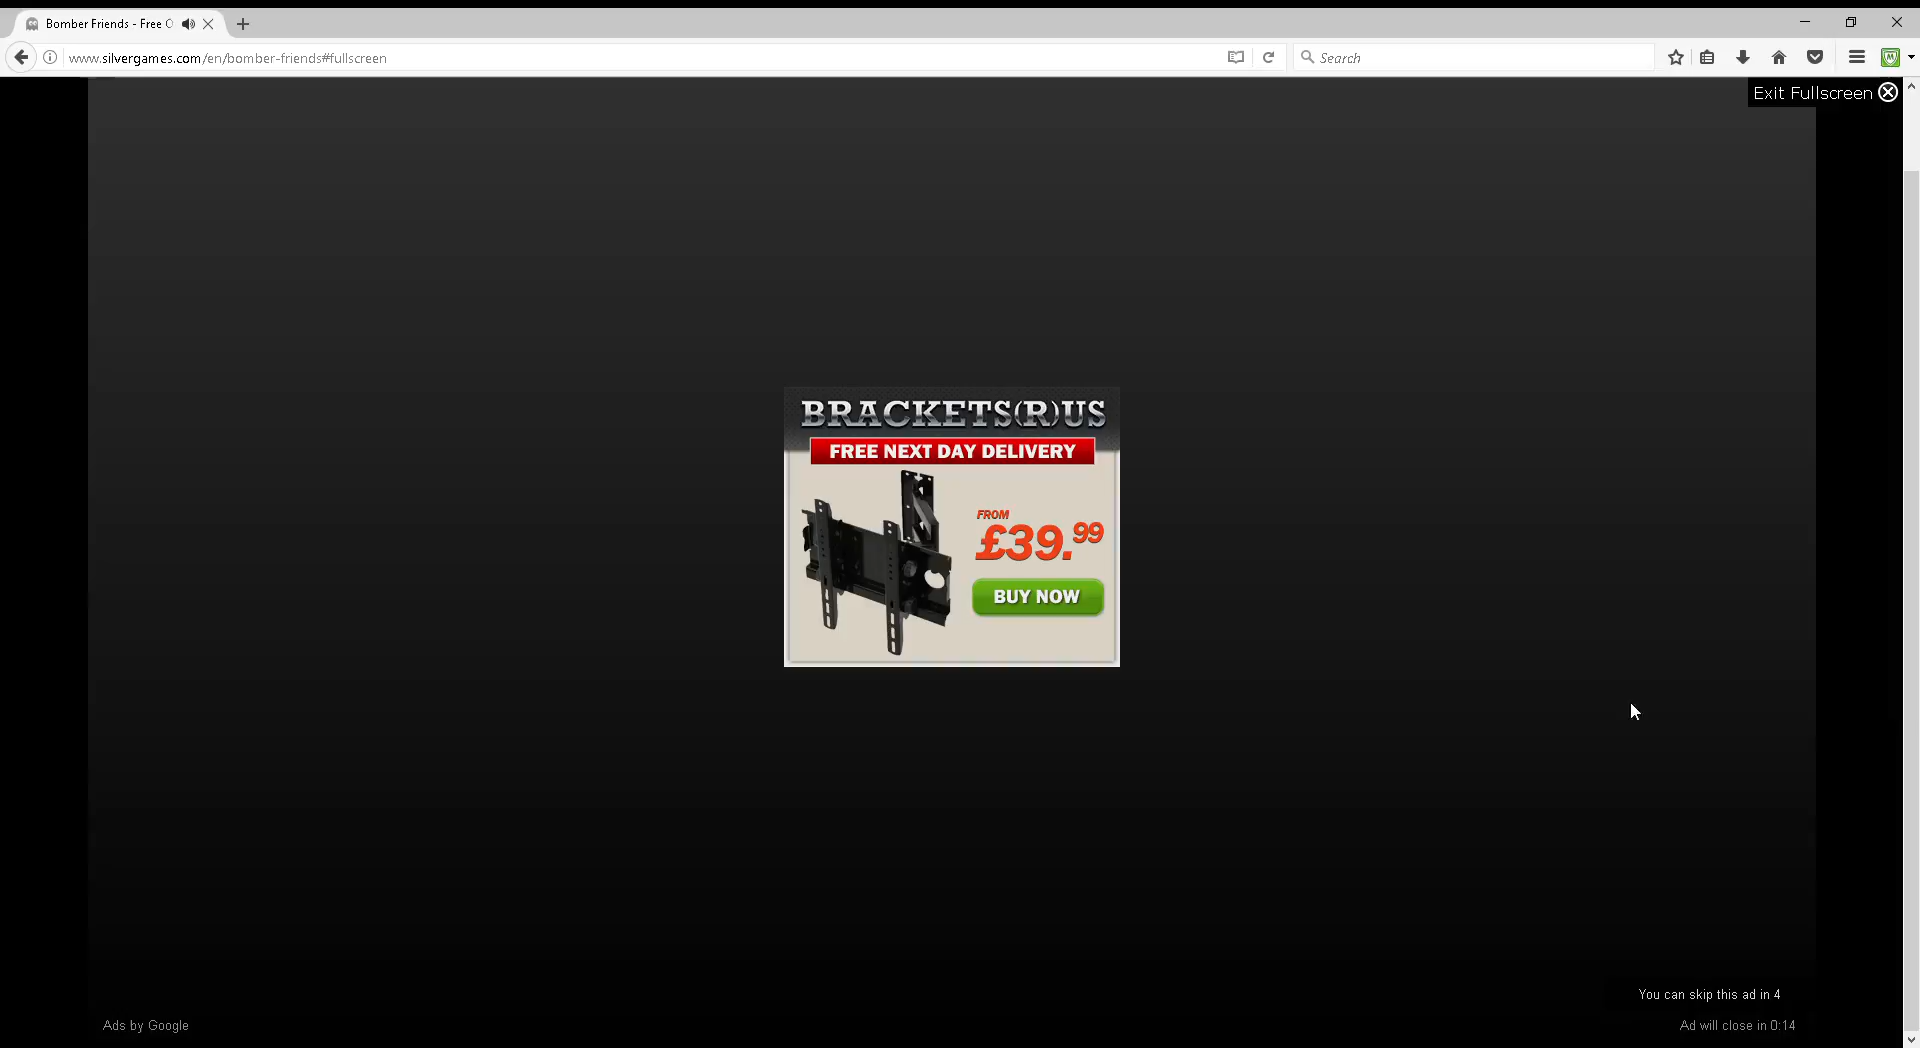 Bomber Friends - Free O
www.silvergames.com/en/bomber-friends#fullscreen
Search
Exit Fullscreen
BRACKETS(R)US
FREE NEXT DAY DELIVERY
FROM
£39.99
BUY NOW
You can skip this ad in 4
Ads by Google
Ad will close in 0:14